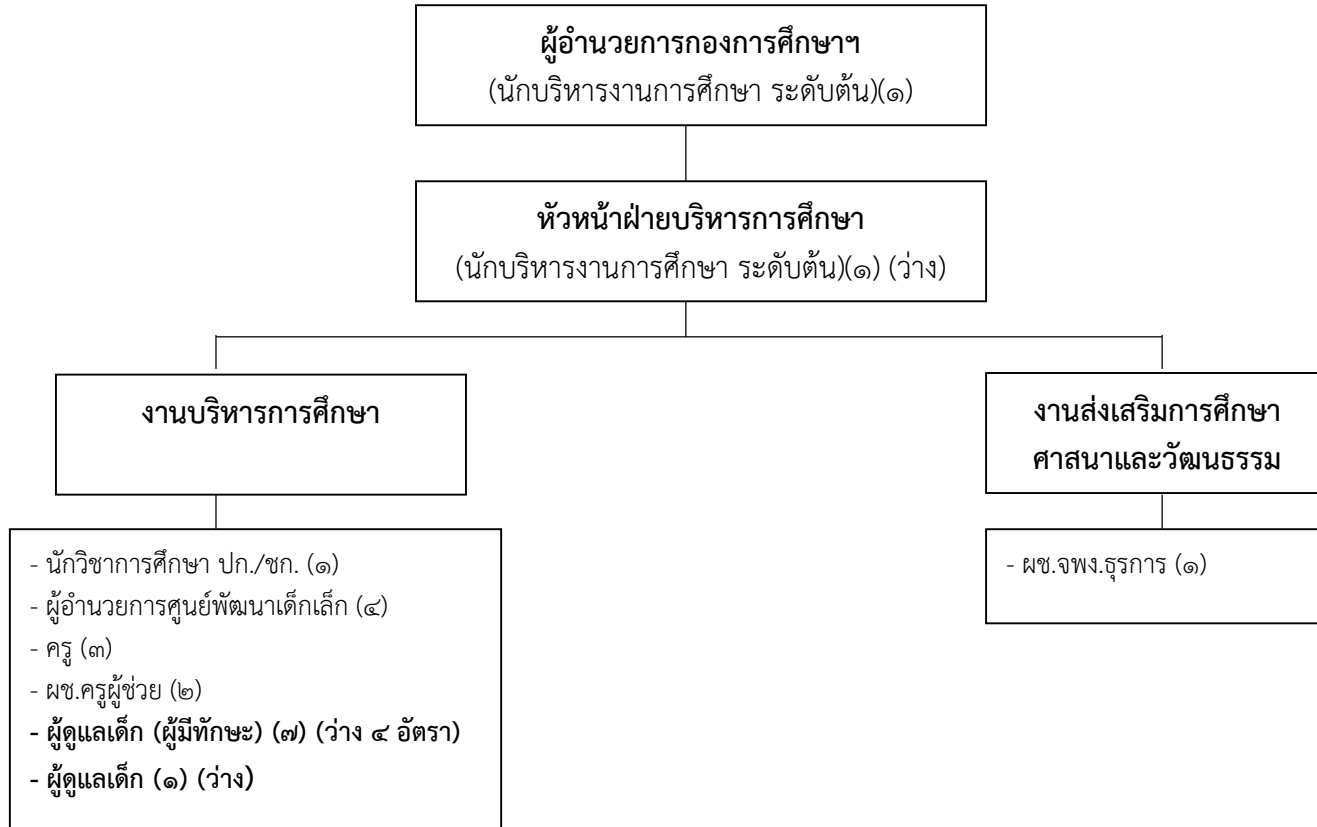 ผู้อำนวยการกองการศึกษาฯ
(นักบริหารงานการศึกษา ระดับต้น)(๑)
หัวหน้าฝ่ายบริหารการศึกษา
(นักบริหารงานการศึกษา ระดับต้น)(๑) (ว่าง)
งานบริหารการศึกษา
งานส่งเสริมการศึกษา
ศาสนาและวัฒนธรรม
- นักวิชาการศึกษา ปก./ชก. (๑)
- ผู้อำนวยการศูนย์พัฒนาเด็กเล็ก (๔)
- ครู (๓)
- ผช.ครูผู้ช่วย (๒)
- ผู้ดูแลเด็ก (ผู้มีทักษะ) (๗) (ว่าง ๔ อัตรา)
- ผู้ดูแลเด็ก (๑) (ว่าง)
- ผช.จพง.ธุรการ (๑)